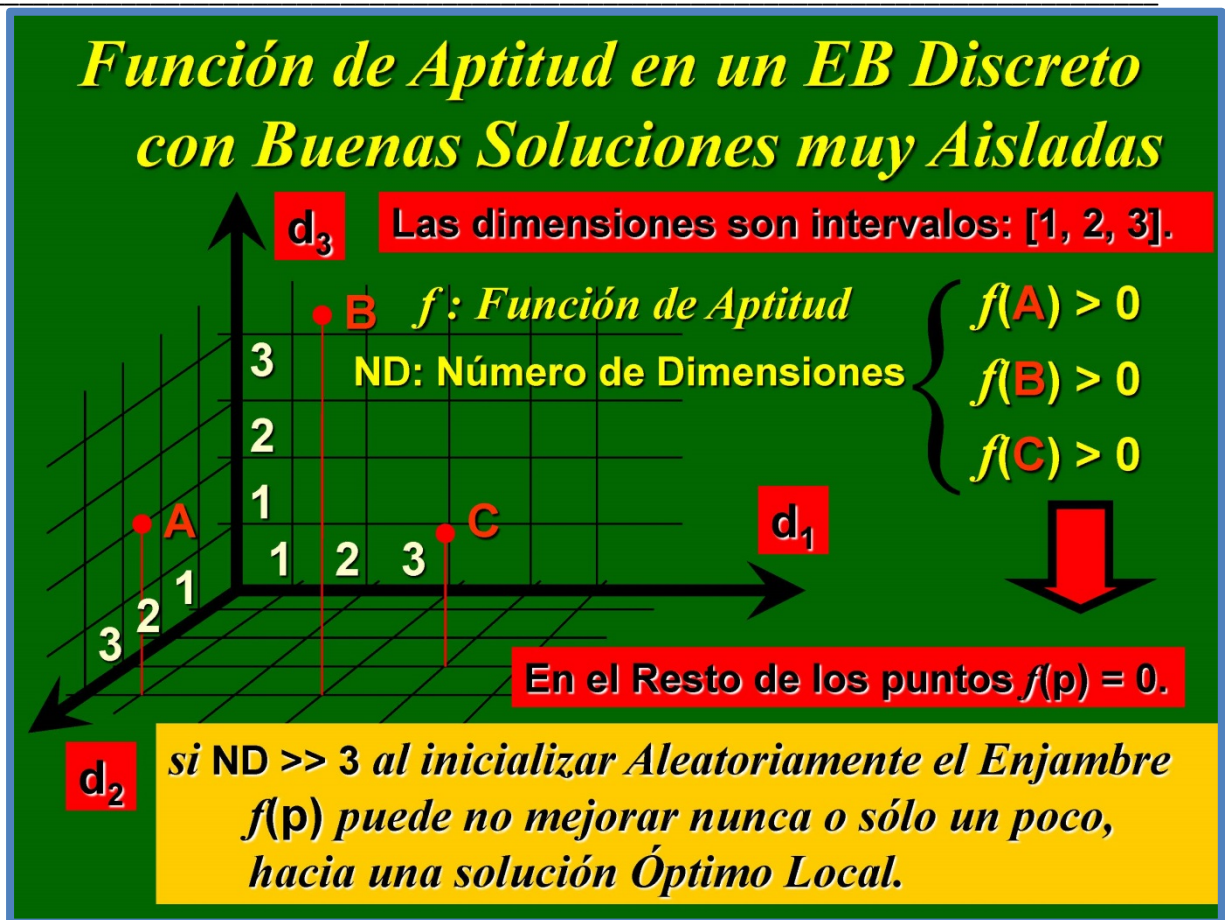 Función de Aptitud en un EB Discreto
con Buenas Soluciones muy Aisladas
d₃
Las dimensiones son intervalos: [1, 2, 3].
B
f : Función de Aptitud
f(A) > 0
3
ND: Número de Dimensiones
f(B) > 0
2
f(C) > 0
1
A
C
d₁
1 2 3
1
2
3
En el Resto de los puntos f(p) = 0.
d₂
si ND >> 3 al inicializar Aleatoriamente el Enjambre
f(p) puede no mejorar nunca o sólo un poco,
hacia una solución Óptimo Local.